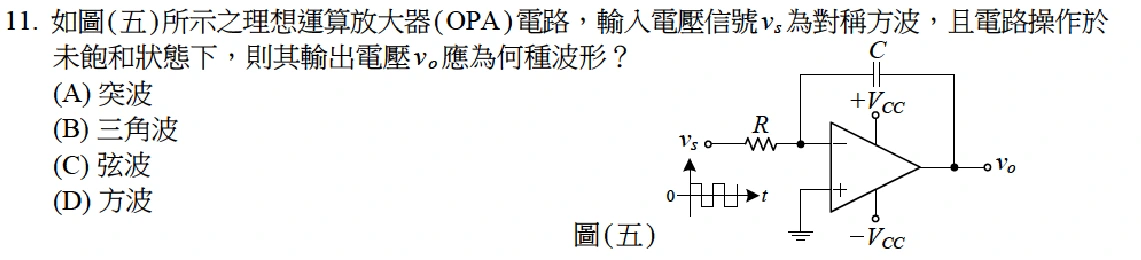 11. 如圖(五)所示之理想運算放大器(OPA)電路，輸入電壓信號vs為對稱方波，且電路操作於
未飽和狀態下，則其輸出電壓vo應為何種波形？
(A) 突波
(B) 三角波
(C) 弦波
(D) 方波
C
+VCC
R
vs
vo
−
+
0
t
−VCC
圖(五)